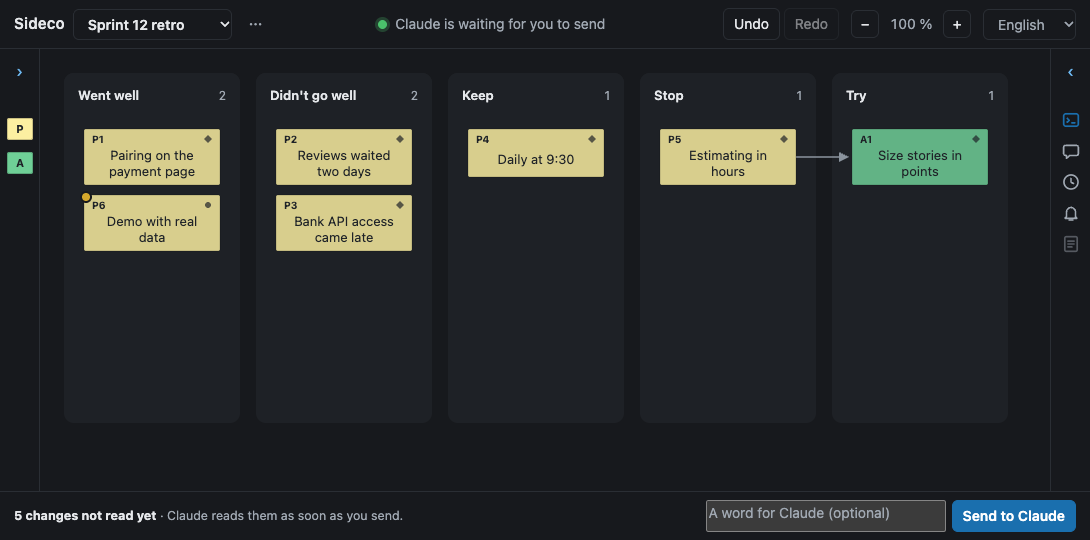 Sideco
Sprint 12 retro
...
Claude is waiting for you to send
Undo
Redo
−
100 %
+
English
P
A
Went well 2
P1
Pairing on the
payment page
P6
Demo with real
data
Didn't go well 2
P2
Reviews waited
two days
P3
Bank API access
came late
Keep 1
P4
Daily at 9:30
Stop 1
P5
Estimating in
hours
Try 1
A1
Size stories in
points
5 changes not read yet · Claude reads them as soon as you send.
A word for Claude (optional)
Send to Claude